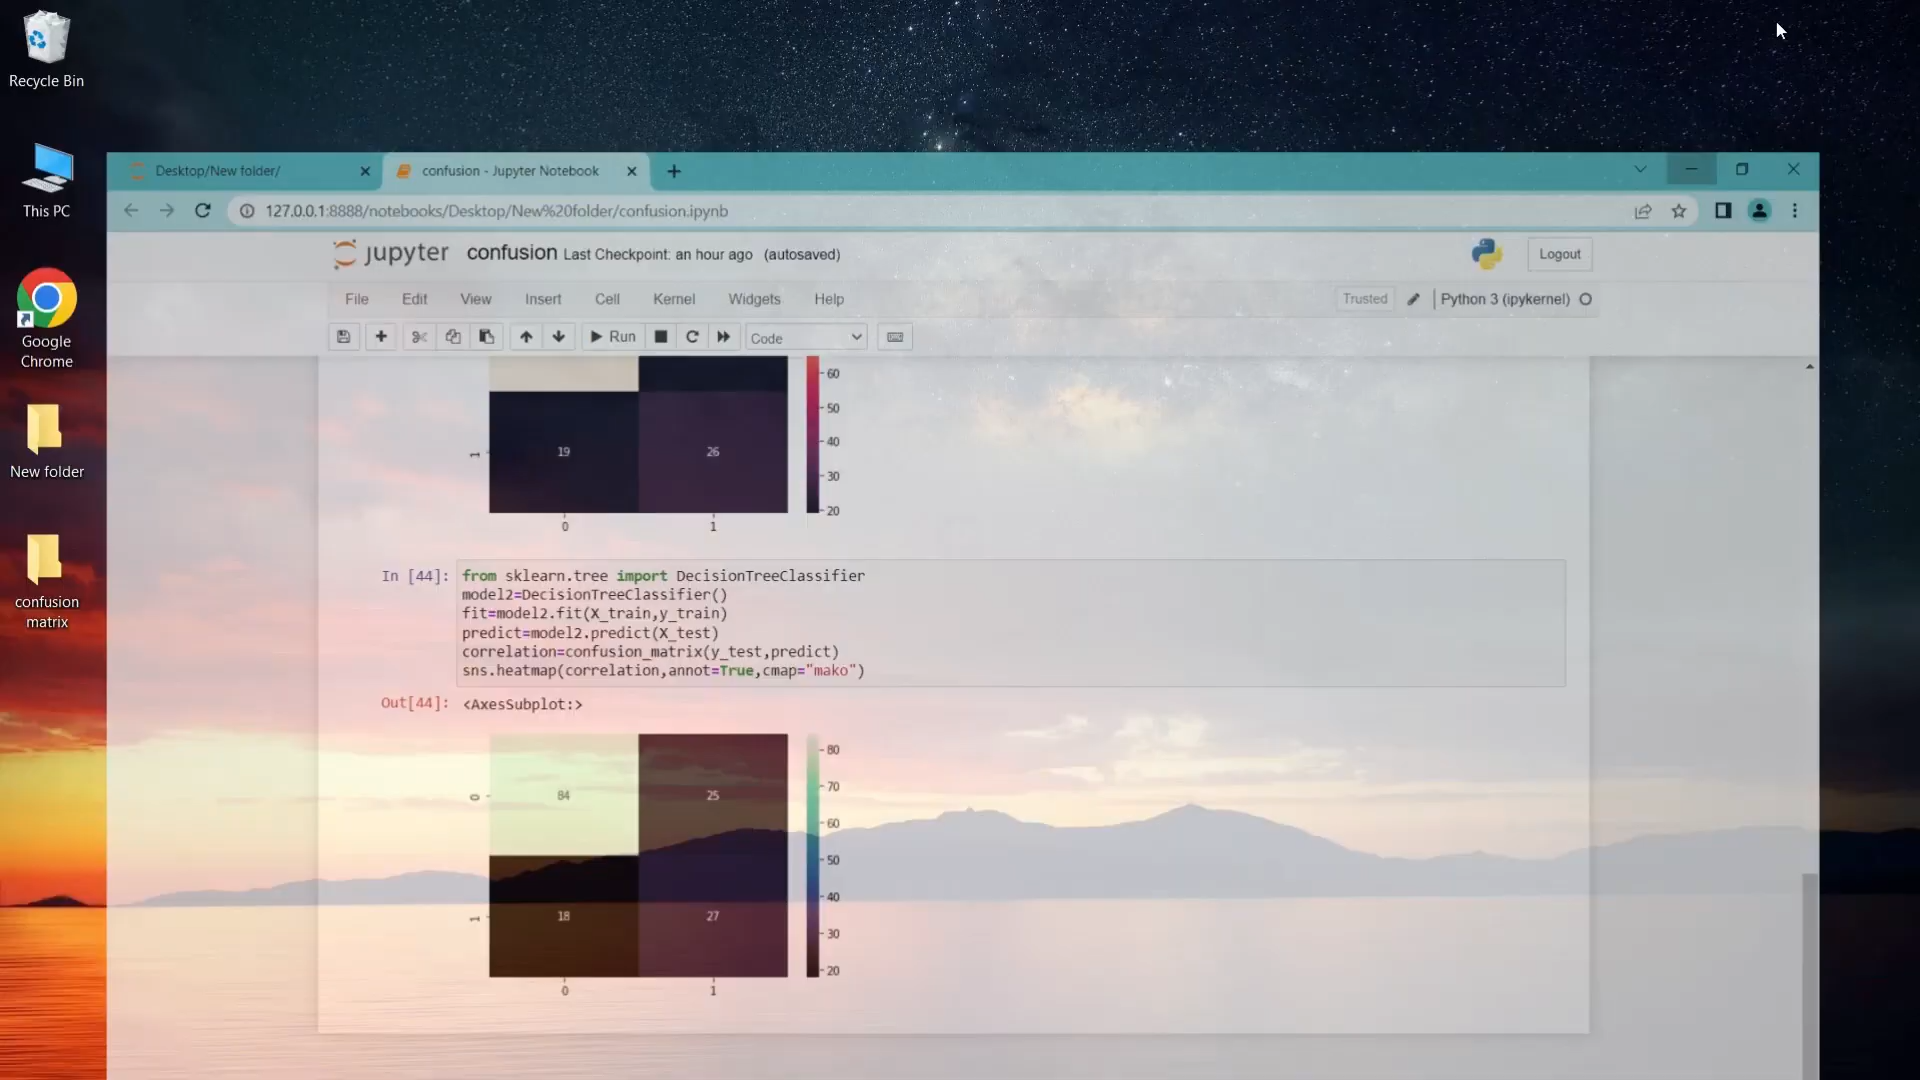 Recycle Bin
This PC
Google
Chrome
New folder
confusion
matrix
Desktop/New folder/
confusion - Jupyter Notebook
127.0.0.1:8888/notebooks/Desktop/New%20folder/confusion.ipynb
jupyter confusion Last Checkpoint: an hour ago (autosaved)
Logout
File Edit View Insert Cell Kernel Widgets Help
Trusted
Python 3 (ipykernel)
Run
Code
60
50
40
30
20
1
19 26
0 1
In [44]:
from sklearn.tree import DecisionTreeClassifier
model2=DecisionTreeClassifier()
fit=model2.fit(X_train,y_train)
predict=model2.predict(X_test)
correlation=confusion_matrix(y_test,predict)
sns.heatmap(correlation,annot=True,cmap="mako")
Out[44]: <AxesSubplot:>
80
70
60
50
40
30
20
0
84 25
1
18 27
0 1